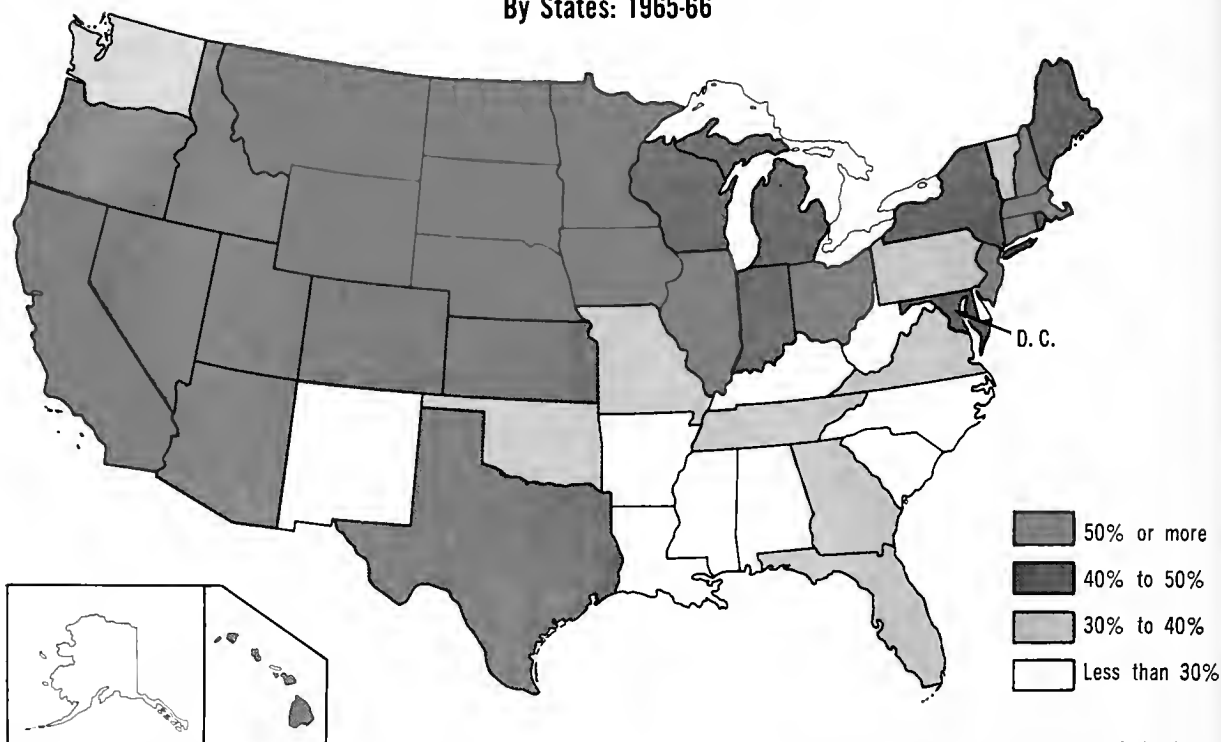 By States: 1965-66
D. C.
50% or more
40% to 50%
30% to 40%
Less than 30%